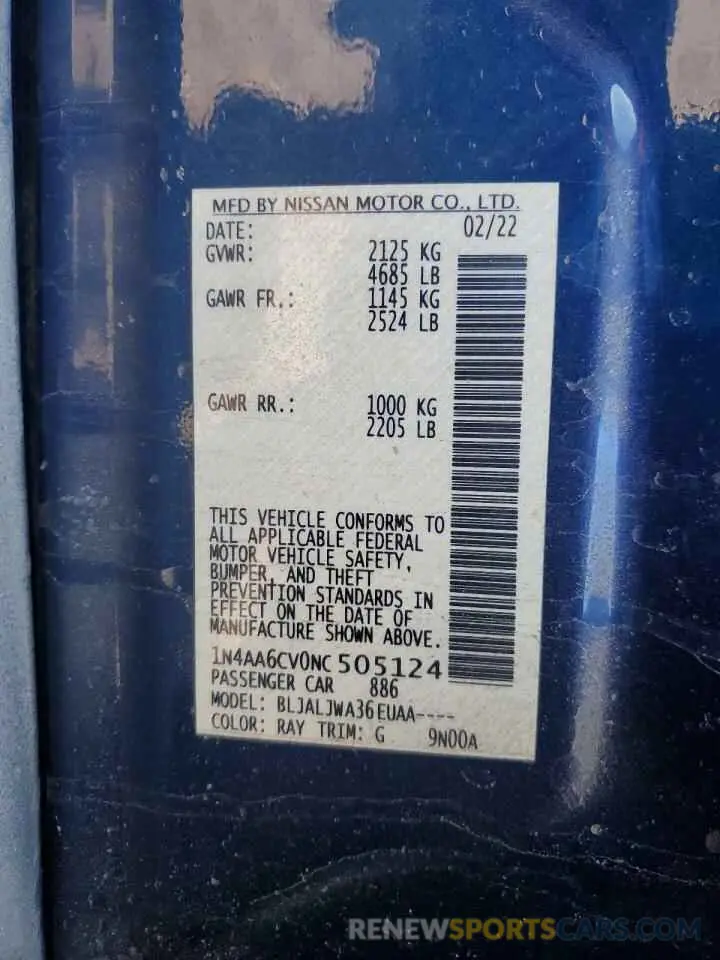 MFD BY NISSAN MOTOR CO., LTD.
DATE: 02/22
GVWR: 2125 KG
4685 LB
GAWR FR.: 1145 KG
2524 LB
GAWR RR.: 1000 KG
2205 LB
THIS VEHICLE CONFORMS TO
ALL APPLICABLE FEDERAL
MOTOR VEHICLE SAFETY,
BUMPER, AND THEFT
PREVENTION STANDARDS IN
EFFECT ON THE DATE OF
MANUFACTURE SHOWN ABOVE.
1N4AA6CV0NC505124
PASSENGER CAR 886
MODEL: BLJALJWA36EUAA----
COLOR: RAY TRIM: G 9N00A
RENEWSPORTSCARS.COM